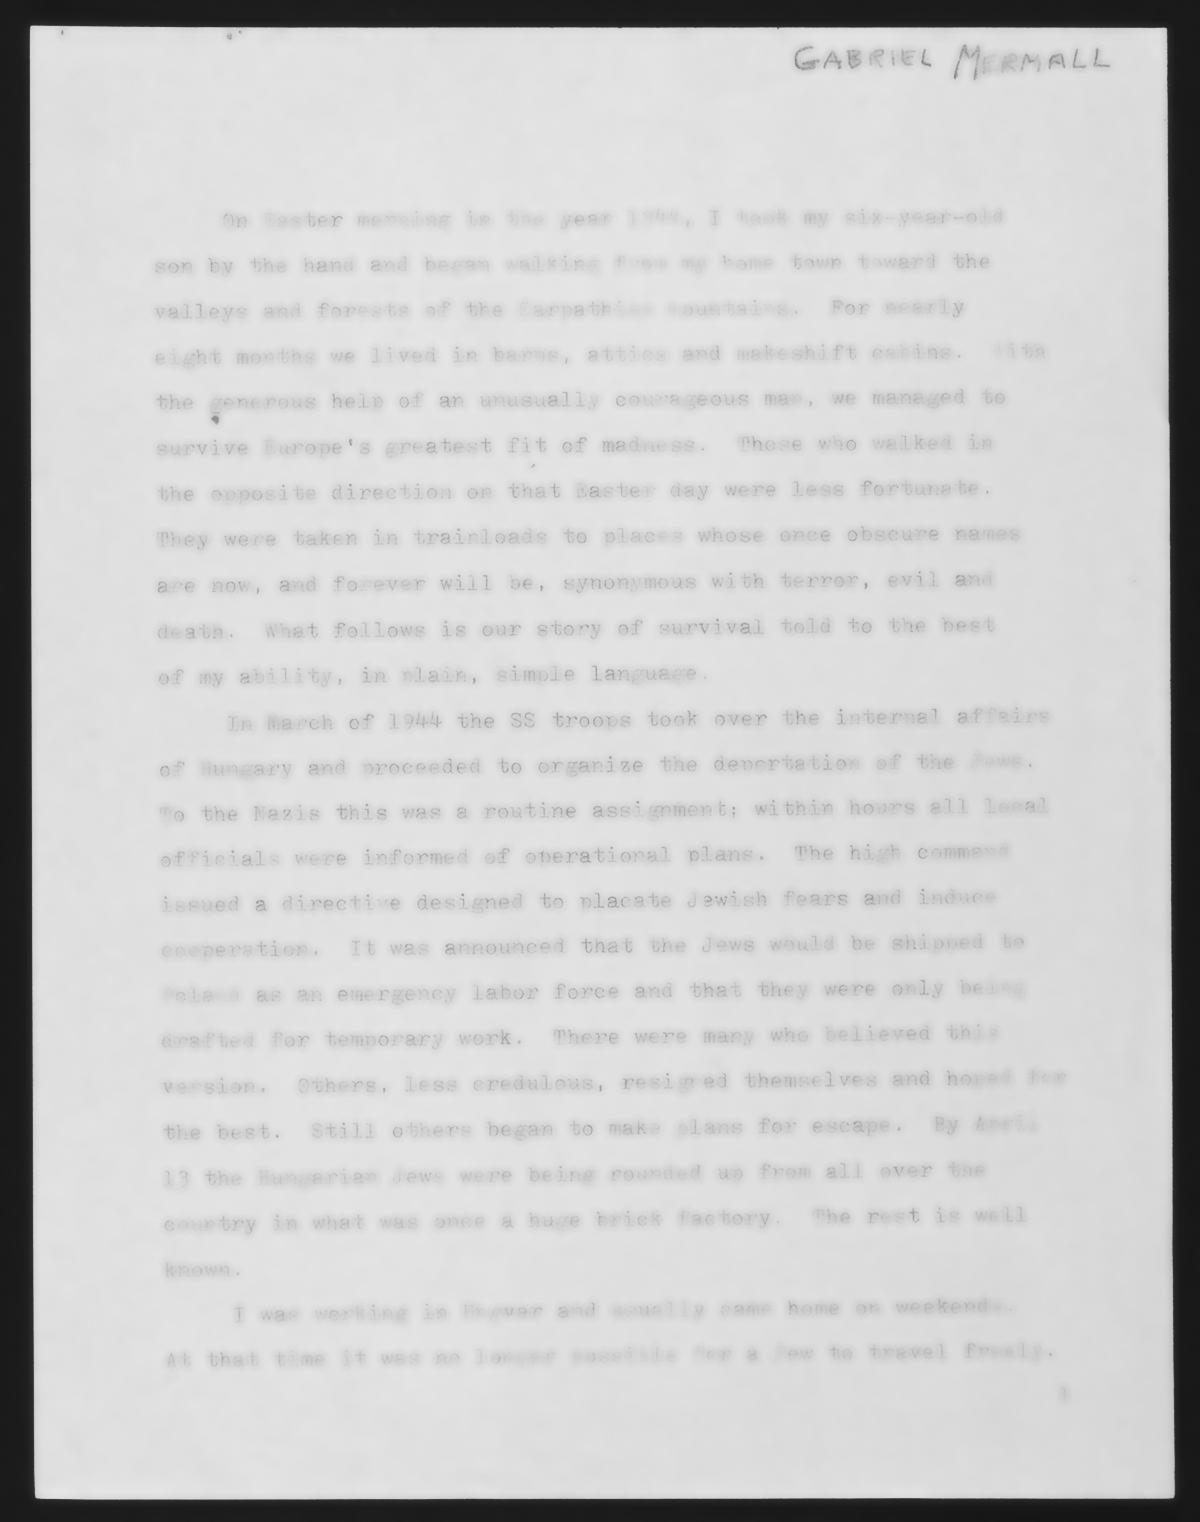 GABRIEL MERMALL
On Easter morning in the year 1944, I took my six-year-old
son by the hand and began walking from my home town toward the
valleys and forests of the Carpathian mountains. For nearly
eight months we lived in barns, attics and makeshift cabins. With
the generous help of an unusually courageous man, we managed to
survive Europe's greatest fit of madness. Those who walked in
the opposite direction on that Easter day were less fortunate.
They were taken in trainloads to places whose once obscure names
are now, and forever will be, synonymous with terror, evil and
death. What follows is our story of survival told to the best
of my ability, in plain, simple language.
In March of 1944 the SS troops took over the internal affairs
of Hungary and proceeded to organize the deportation of the Jews.
To the Nazis this was a routine assignment; within hours all local
officials were informed of operational plans. The high command
issued a directive designed to placate Jewish fears and induce
cooperation. It was announced that the Jews would be shipped to
Poland as an emergency labor force and that they were only being
drafted for temporary work. There were many who believed this
version. Others, less credulous, resigned themselves and hoped for
the best. Still others began to make plans for escape. By April
13 the Hungarian Jews were being rounded up from all over the
country in what was once a huge brick factory. The rest is well
known.
I was working in Ungvar and usually came home on weekends.
At that time it was no longer possible for a Jew to travel freely.
1